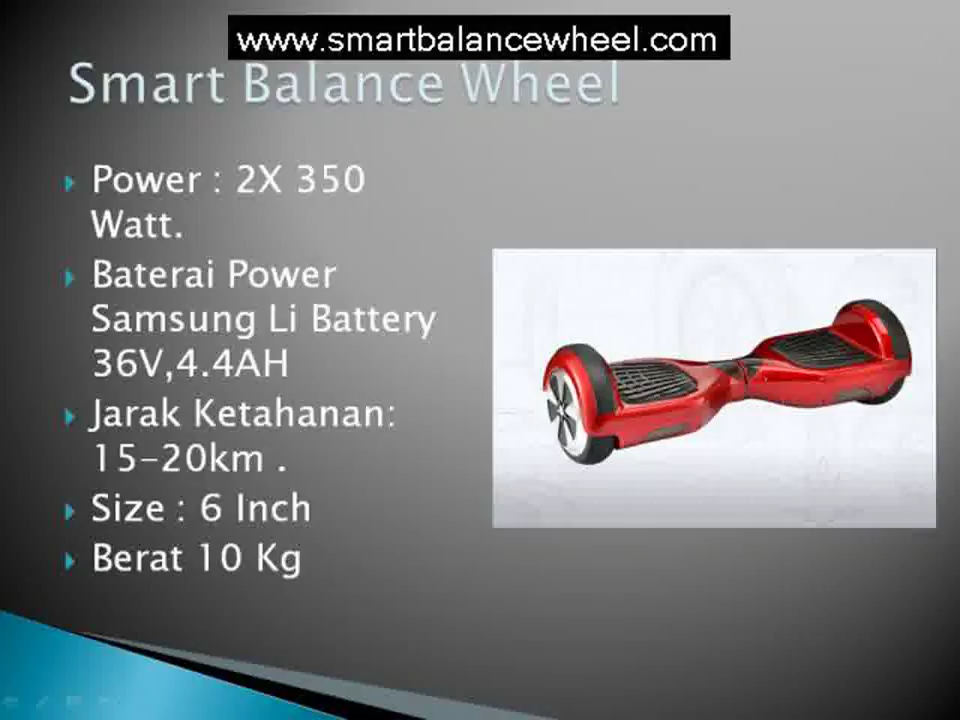 www.smartbalancewheel.com
Smart Balance Wheel
Power : 2X 350
Watt.
Baterai Power
Samsung Li Battery
36V,4.4AH
Jarak Ketahanan:
15-20km .
Size : 6 Inch
Berat 10 Kg